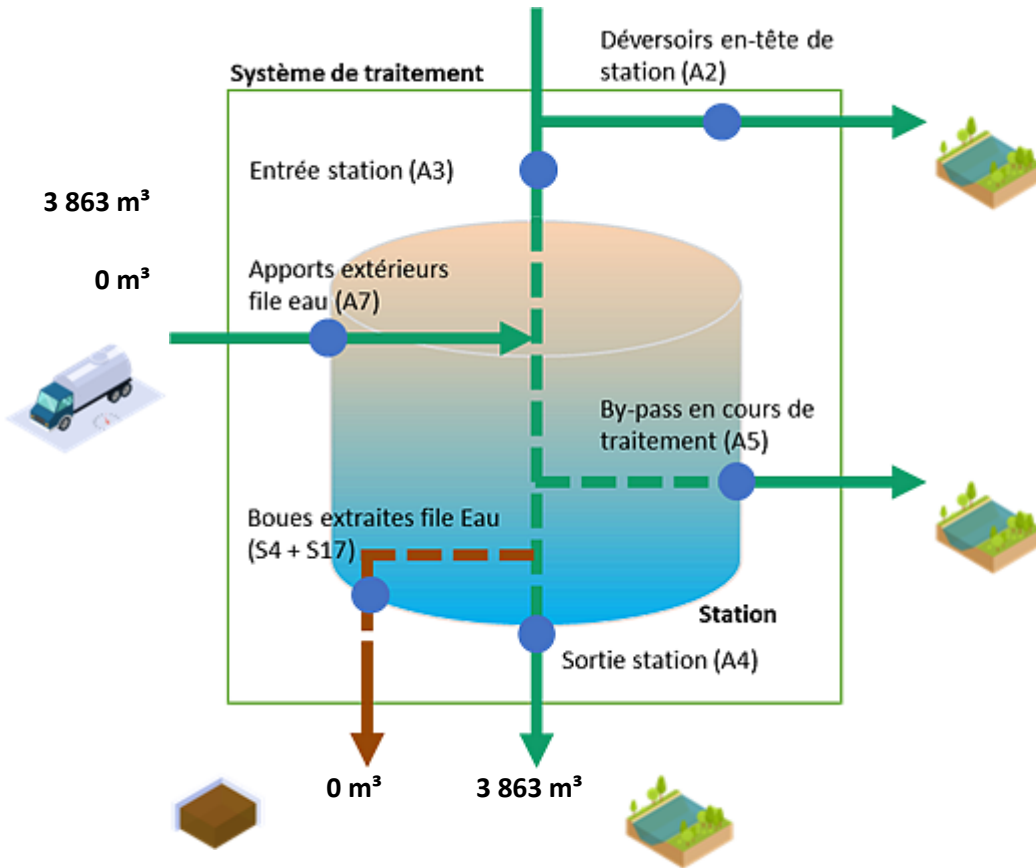 Déversoirs en-tête de
station (A2)
Système de traitement
Entrée station (A3)
3 863 m³
0 m³
Apports extérieurs
file eau (A7)
By-pass en cours de
traitement (A5)
Boues extraites file Eau
(S4 + S17)
Station
Sortie station (A4)
0 m³
3 863 m³